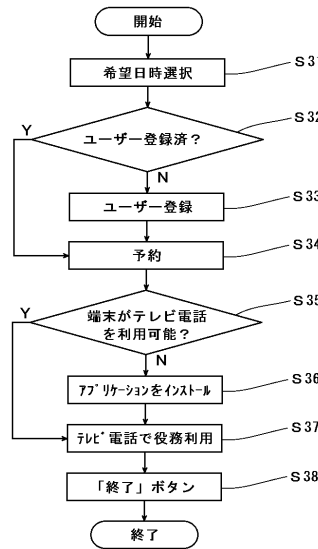 開始
希望日時選択
S31
ユーザー登録済？
S32
Y
N
ユーザー登録
S33
予約
S34
端末がテレビ電話
を利用可能？
S35
Y
N
ｱﾌﾟﾘｹｰｼｮﾝをｲﾝｽﾄｰﾙ
S36
ﾃﾚﾋﾞ電話で役務利用
S37
「終了」ボタン
S38
終了